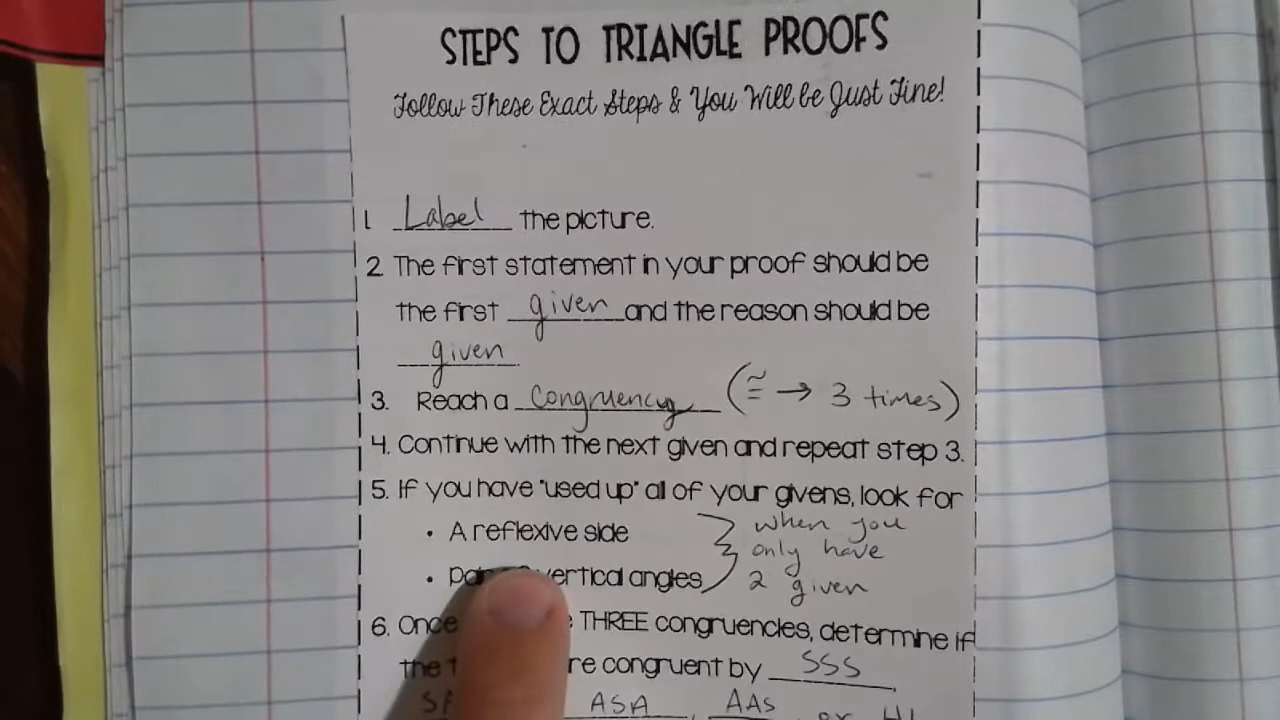 STEPS TO TRIANGLE PROOFS
Follow These Exact Steps & You Will be Just Fine!
1. Label the picture.
2. The first statement in your proof should be
the first given and the reason should be
given
3. Reach a congruency (≅ → 3 times)
4. Continue with the next given and repeat step 3.
5. If you have "used up" all of your givens, look for
• A reflexive side
when you
only have
• vertical angles
2 given
6. Once THREE congruencies, determine if
the congruent by SSS,
ASA, AAS or HL